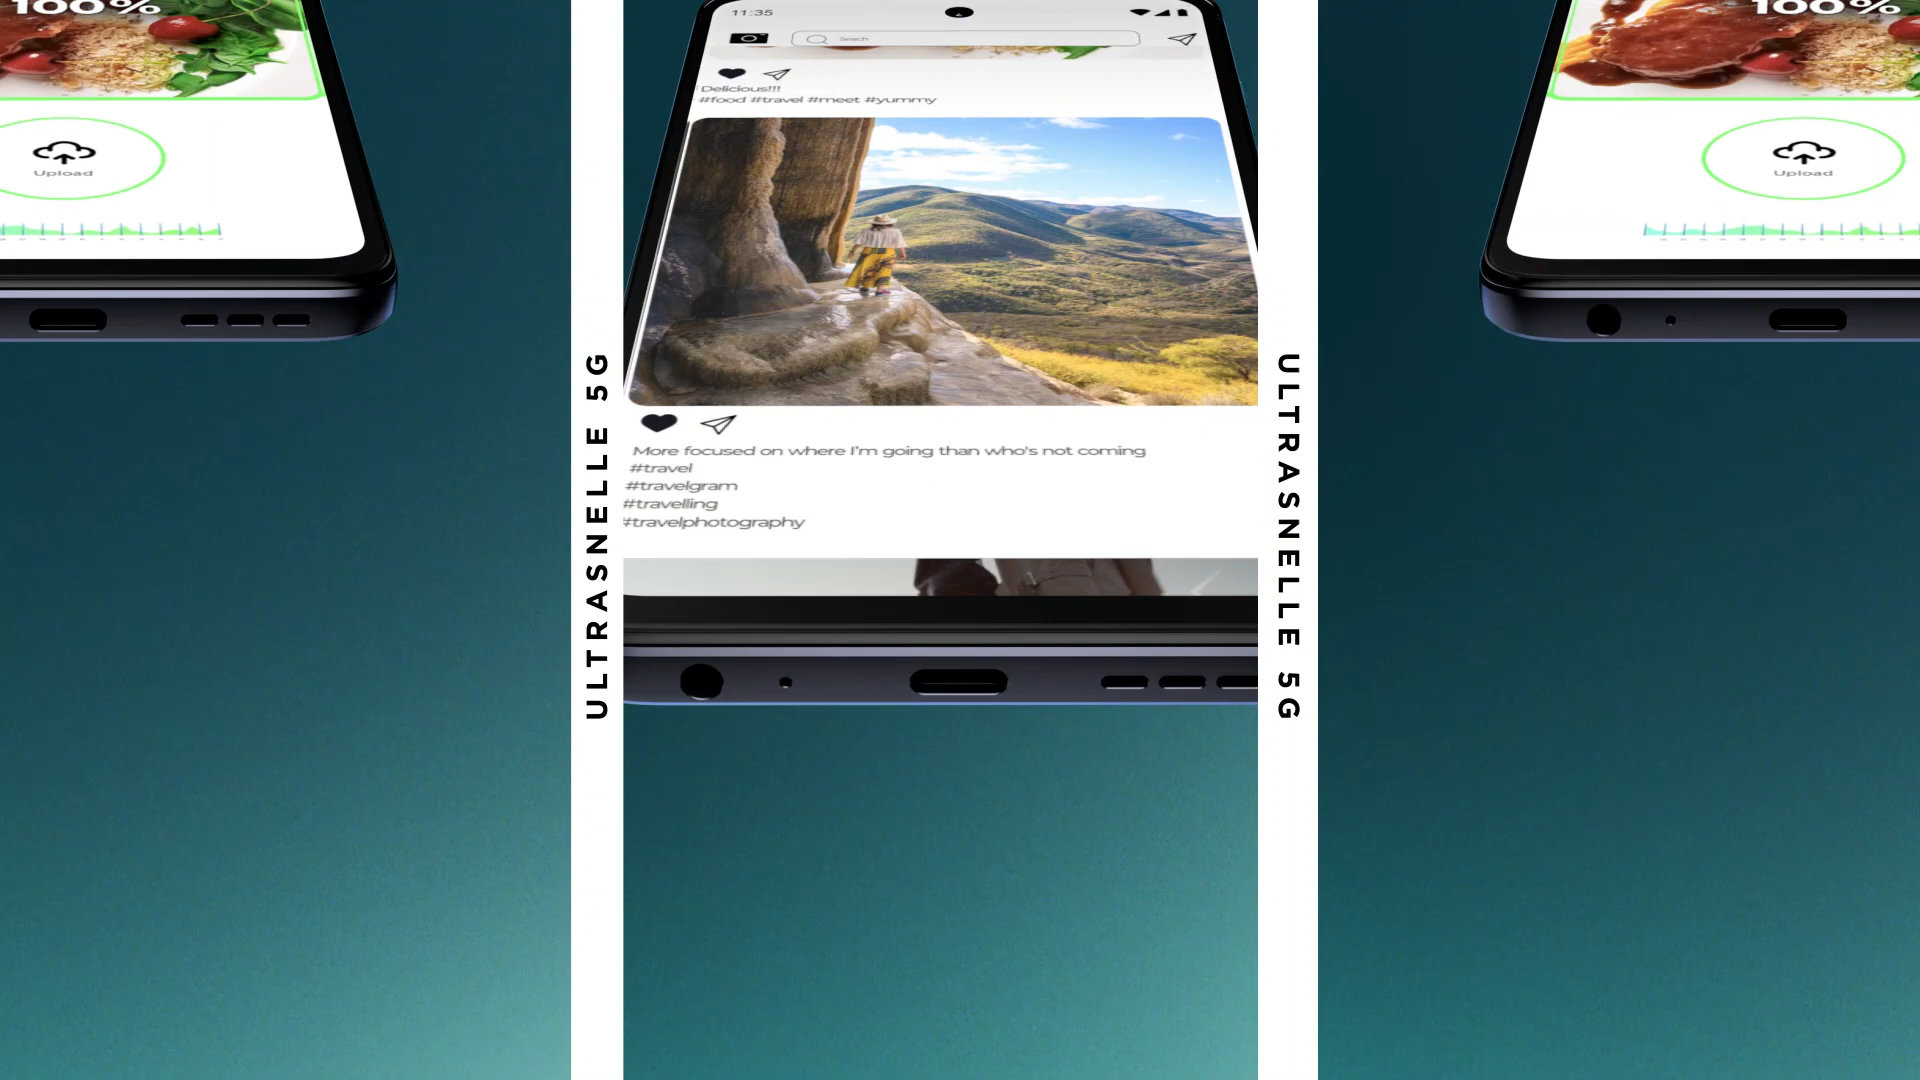 100%
Upload
ULTRASNELLE 5G
11:35
Search
Delicious!!!
#food #travel #meet #yummy
More focused on where I'm going than who's not coming
#travel
#travelgram
#travelling
#travelphotography
ULTRASNELLE 5G
100%
Upload